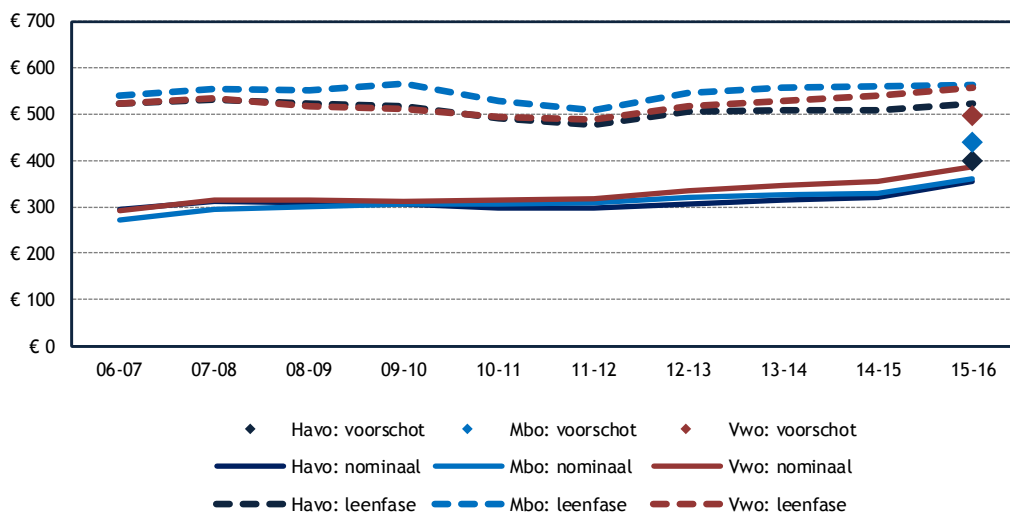 € 700
€ 600
€ 500
€ 400
€ 300
€ 200
€ 100
€ 0
06-07 07-08 08-09 09-10 10-11 11-12 12-13 13-14 14-15 15-16
Havo: voorschot Mbo: voorschot Vwo: voorschot
Havo: nominaal Mbo: nominaal Vwo: nominaal
Havo: leenfase Mbo: leenfase Vwo: leenfase